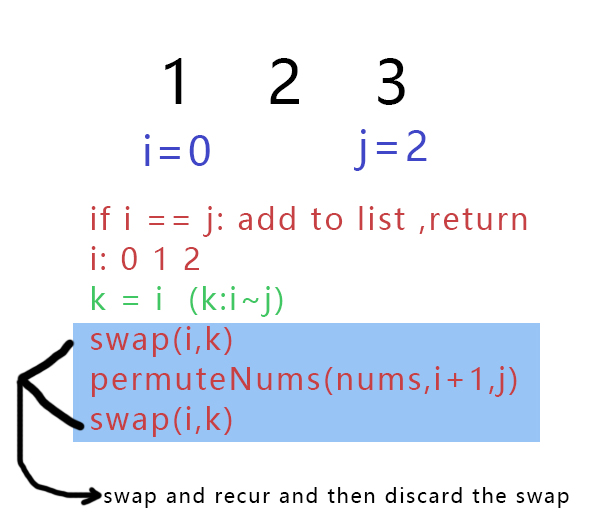 1 2 3
i=0 j=2
if i == j: add to list ,return
i: 0 1 2
k = i (k:i~j)
swap(i,k)
permuteNums(nums,i+1,j)
swap(i,k)
swap and recur and then discard the swap